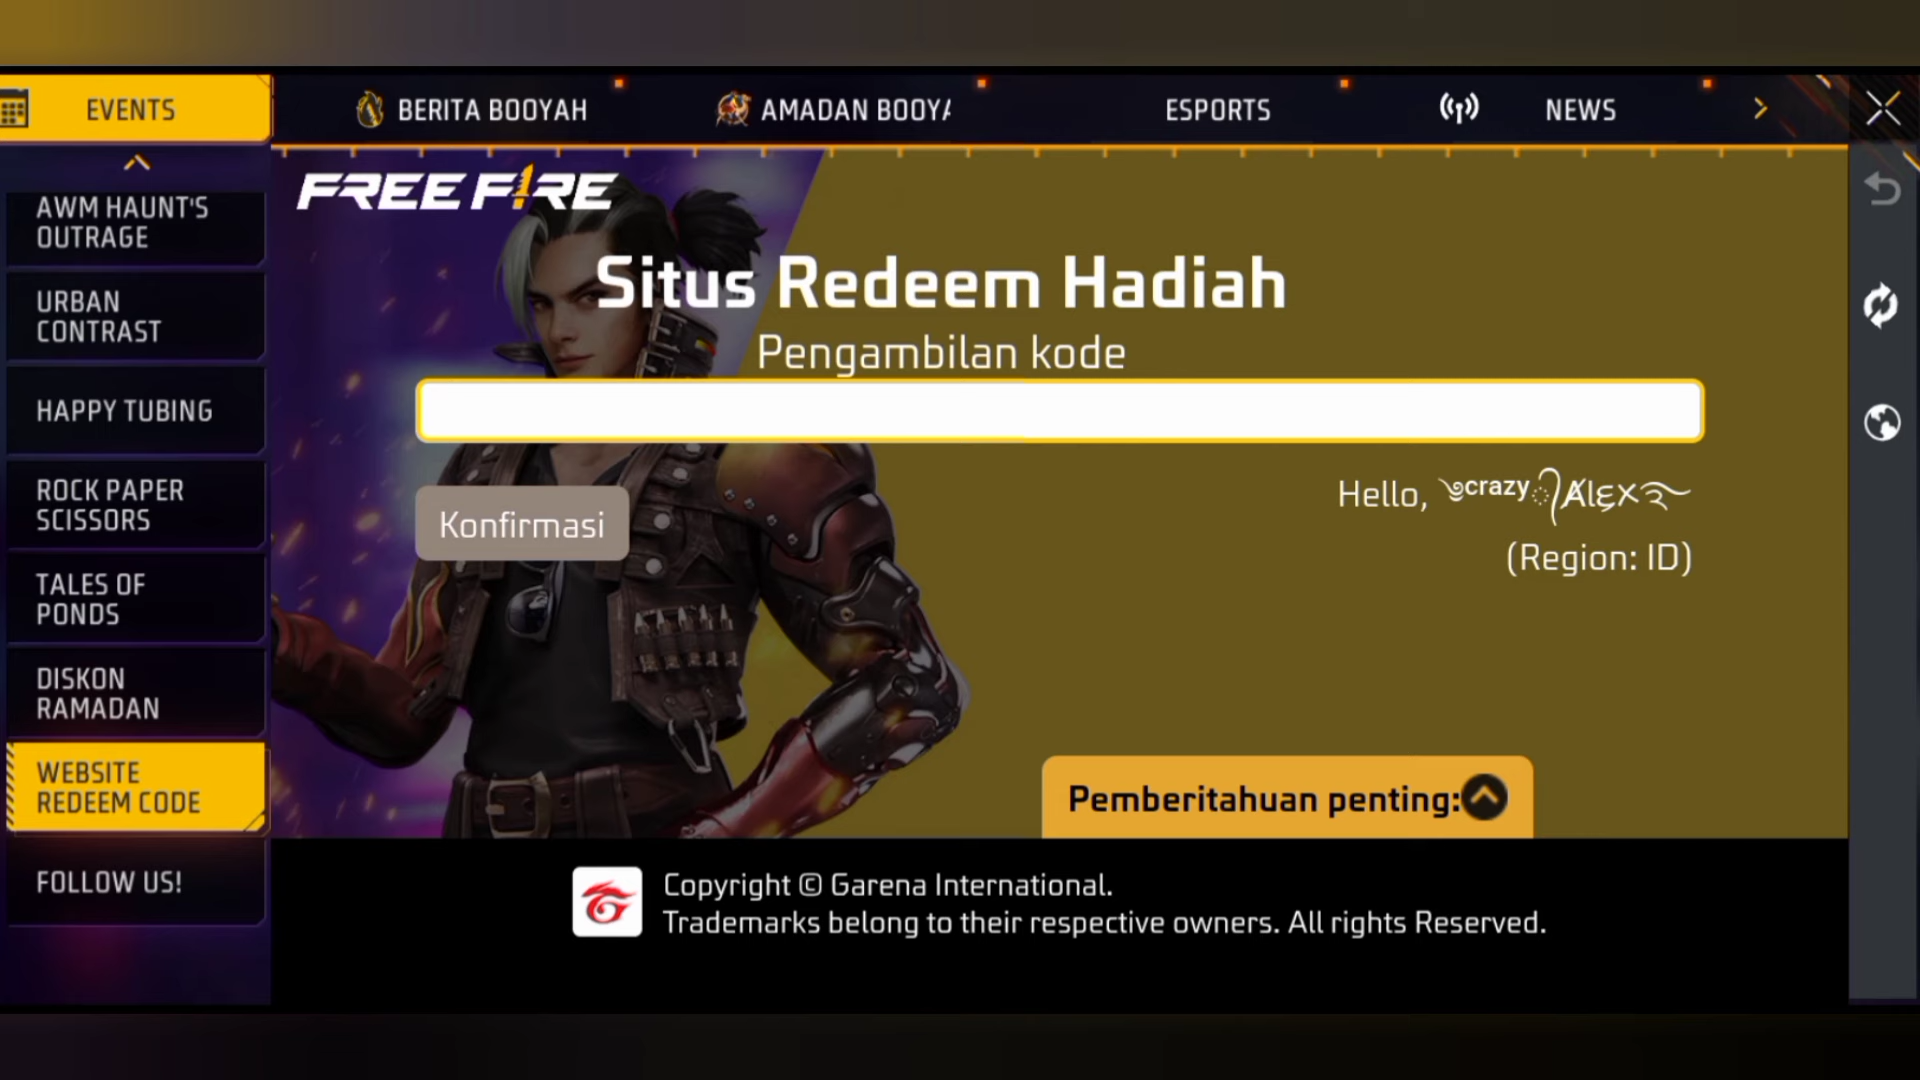 EVENTS
BERITA BOOYAH
AMADAN BOOYA
ESPORTS
NEWS
AWM HAUNT'S
OUTRAGE
URBAN
CONTRAST
HAPPY TUBING
ROCK PAPER
SCISSORS
TALES OF
PONDS
DISKON
RAMADAN
WEBSITE
REDEEM CODE
FOLLOW US!
FREE FIRE
Situs Redeem Hadiah
Pengambilan kode
Konfirmasi
Hello, ꧁crazy༽Ⱥlεx࿐
(Region: ID)
Pemberitahuan penting:
Copyright © Garena International.
Trademarks belong to their respective owners. All rights Reserved.